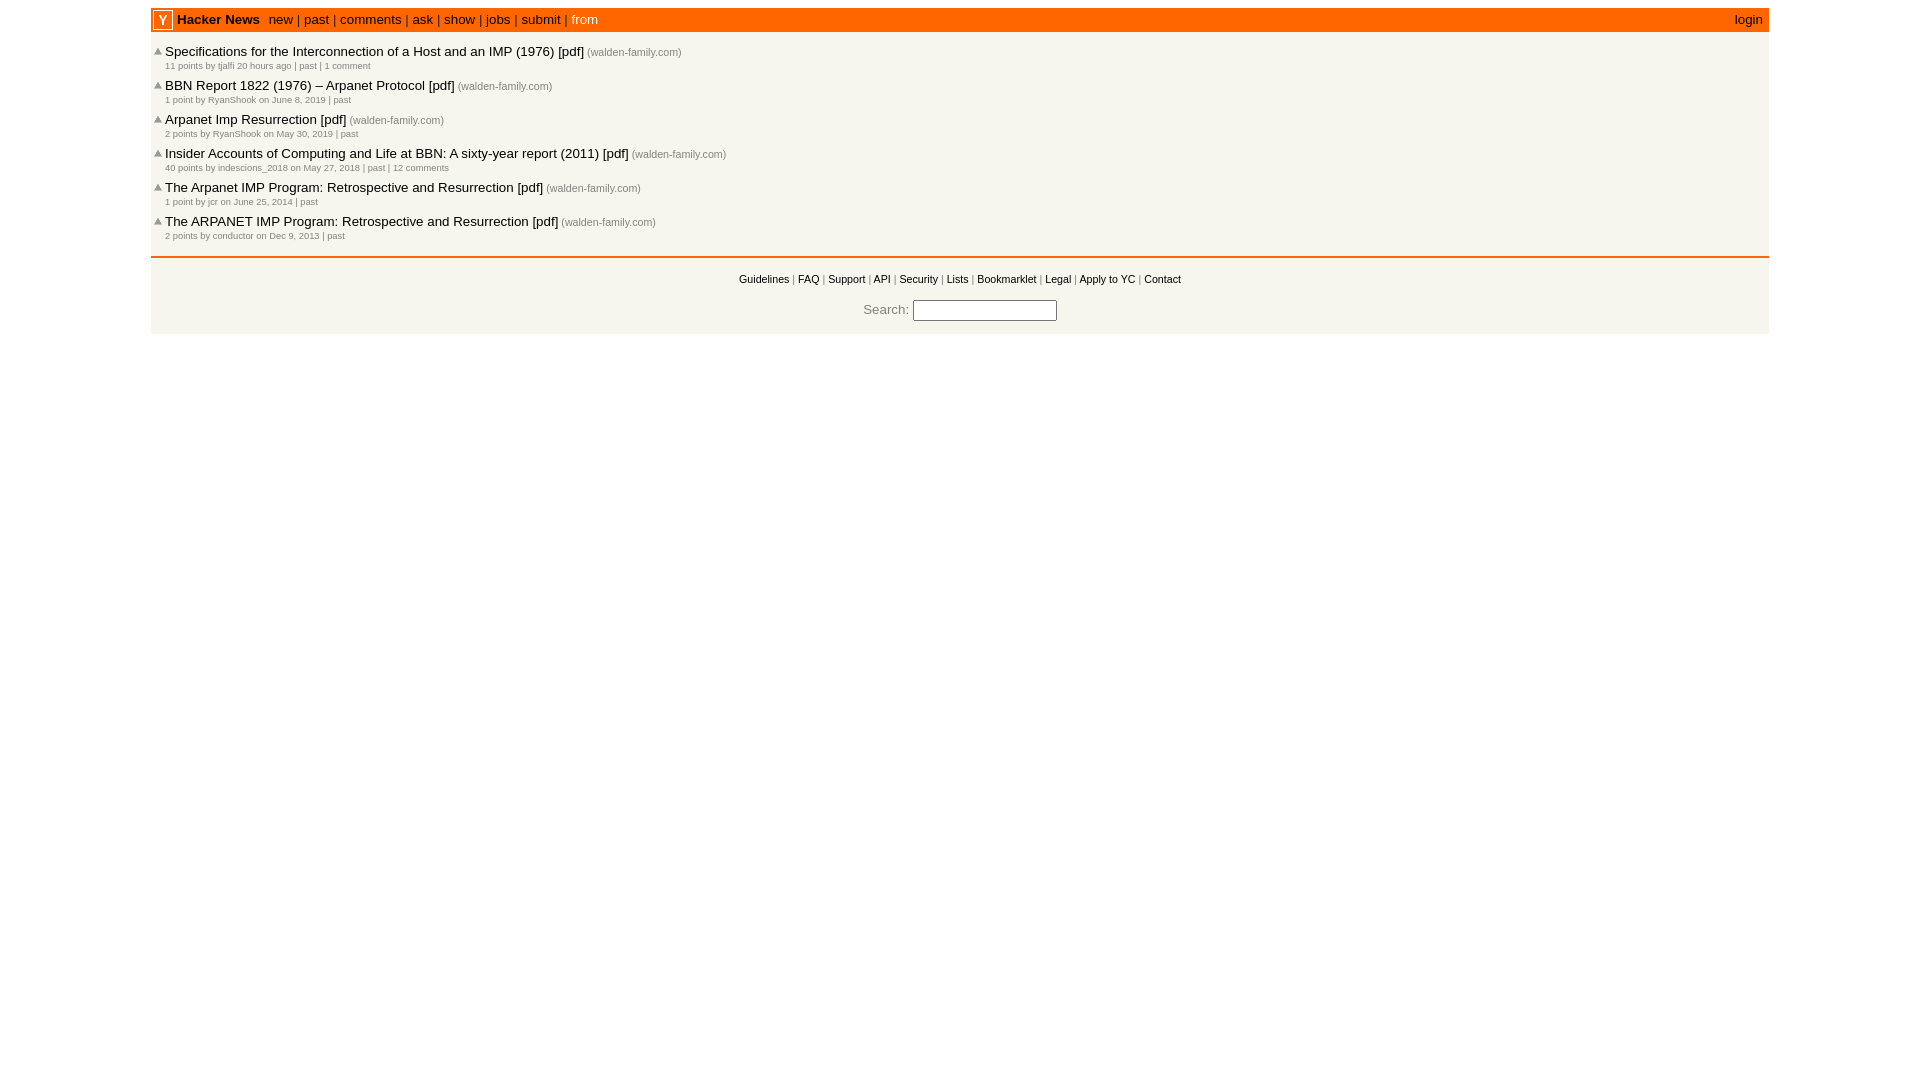 Y Hacker News new | past | comments | ask | show | jobs | submit | from login
Specifications for the Interconnection of a Host and an IMP (1976) [pdf] (walden-family.com)
11 points by tjalfi 20 hours ago | past | 1 comment
BBN Report 1822 (1976) – Arpanet Protocol [pdf] (walden-family.com)
1 point by RyanShook on June 8, 2019 | past
Arpanet Imp Resurrection [pdf] (walden-family.com)
2 points by RyanShook on May 30, 2019 | past
Insider Accounts of Computing and Life at BBN: A sixty-year report (2011) [pdf] (walden-family.com)
40 points by indescions_2018 on May 27, 2018 | past | 12 comments
The Arpanet IMP Program: Retrospective and Resurrection [pdf] (walden-family.com)
1 point by jcr on June 25, 2014 | past
The ARPANET IMP Program: Retrospective and Resurrection [pdf] (walden-family.com)
2 points by conductor on Dec 9, 2013 | past
Guidelines | FAQ | Support | API | Security | Lists | Bookmarklet | Legal | Apply to YC | Contact
Search: